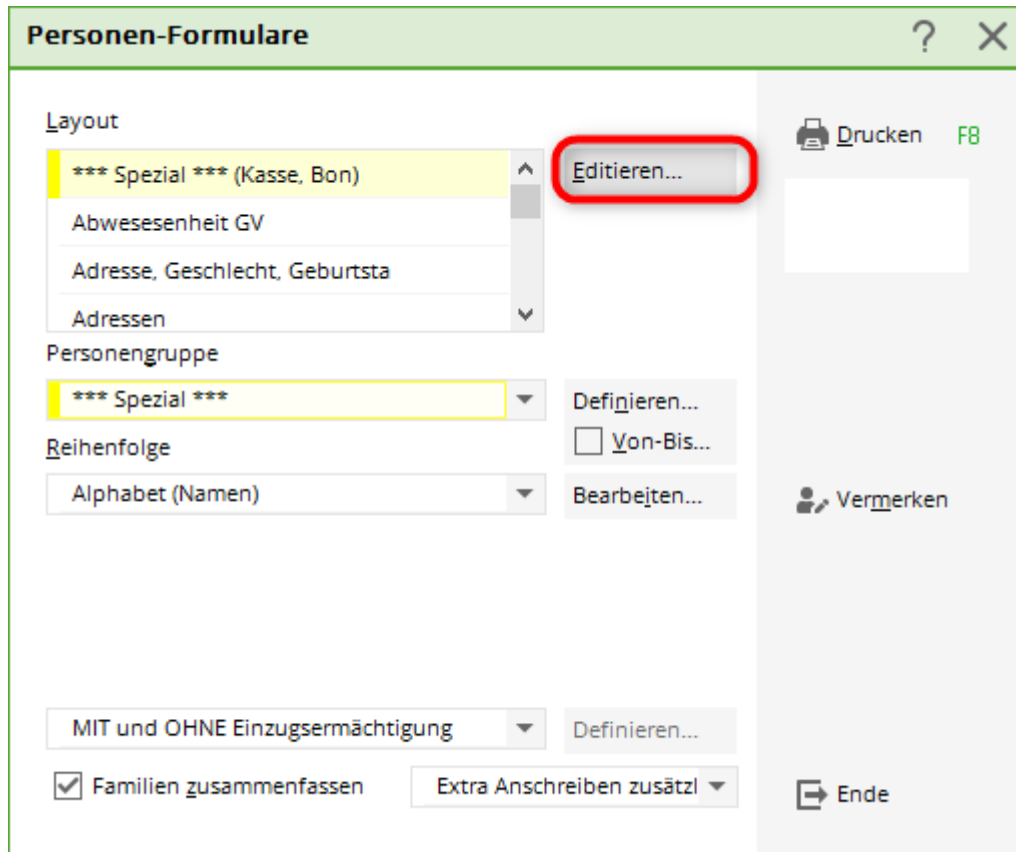 Personen-Formulare ?
Layout
*** Spezial *** (Kasse, Bon)
Abwesesenheit GV
Adresse, Geschlecht, Geburtsta
Adressen
Editieren...
Drucken F8
Personengruppe
*** Spezial ***
Definieren...
Von-Bis...
Reihenfolge
Alphabet (Namen)
Bearbeiten...
Vermerken
MIT und OHNE Einzugsermächtigung
Definieren...
Familien zusammenfassen
Extra Anschreiben zusätzl
Ende